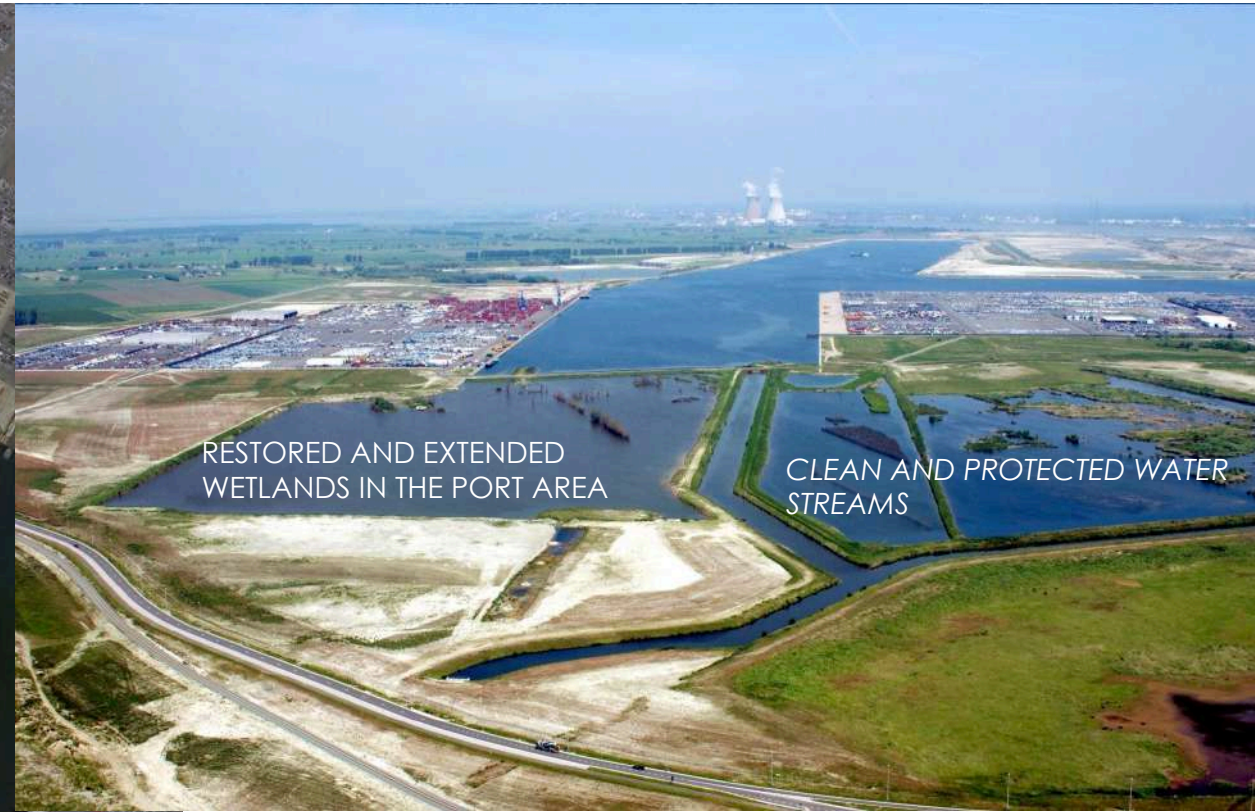 RESTORED AND EXTENDED
WETLANDS IN THE PORT AREA
CLEAN AND PROTECTED WATER
STREAMS